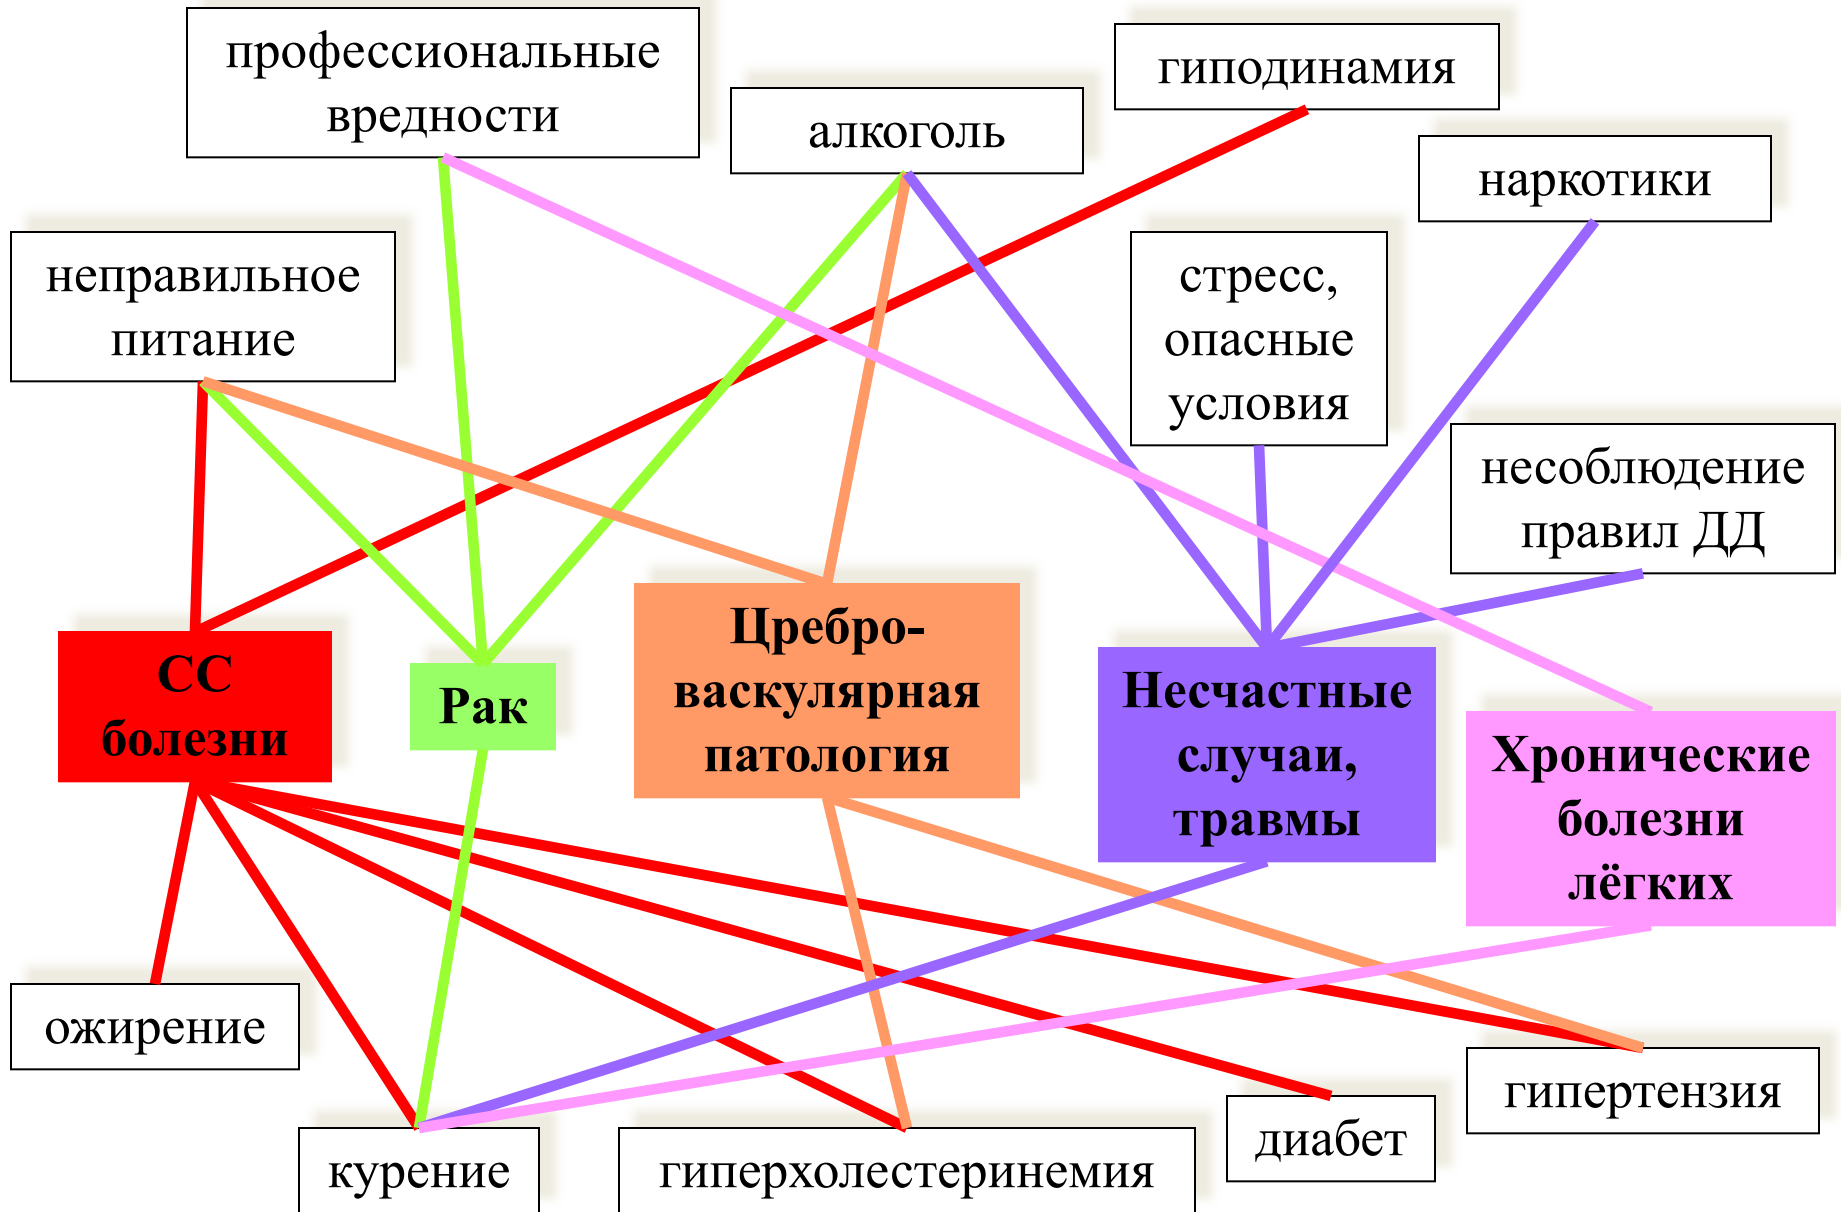 профессиональные
вредности
алкоголь
гиподинамия
наркотики
неправильное
питание
стресс,
опасные
условия
несоблюдение
правил ДД
СС
болезни
Рак
Цребро-
васкулярная
патология
Несчастные
случаи,
травмы
Хронические
болезни
лёгких
ожирение
курение
гиперхолестеринемия
диабет
гипертензия